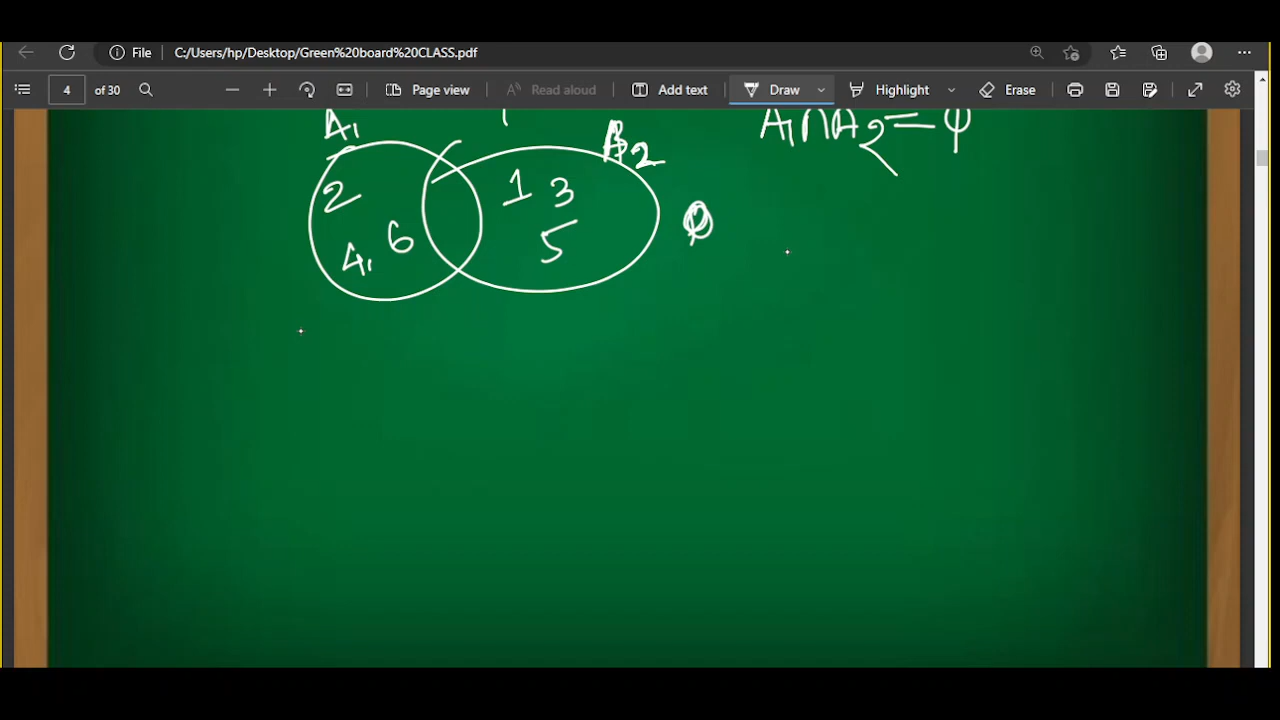 File C:/Users/hp/Desktop/Green%20board%20CLASS.pdf
4 of 30 Page view Read aloud Add text Draw Highlight Erase
A₁ A₂ A₁∩A₂=φ
2 1 3
4, 6 5 φ